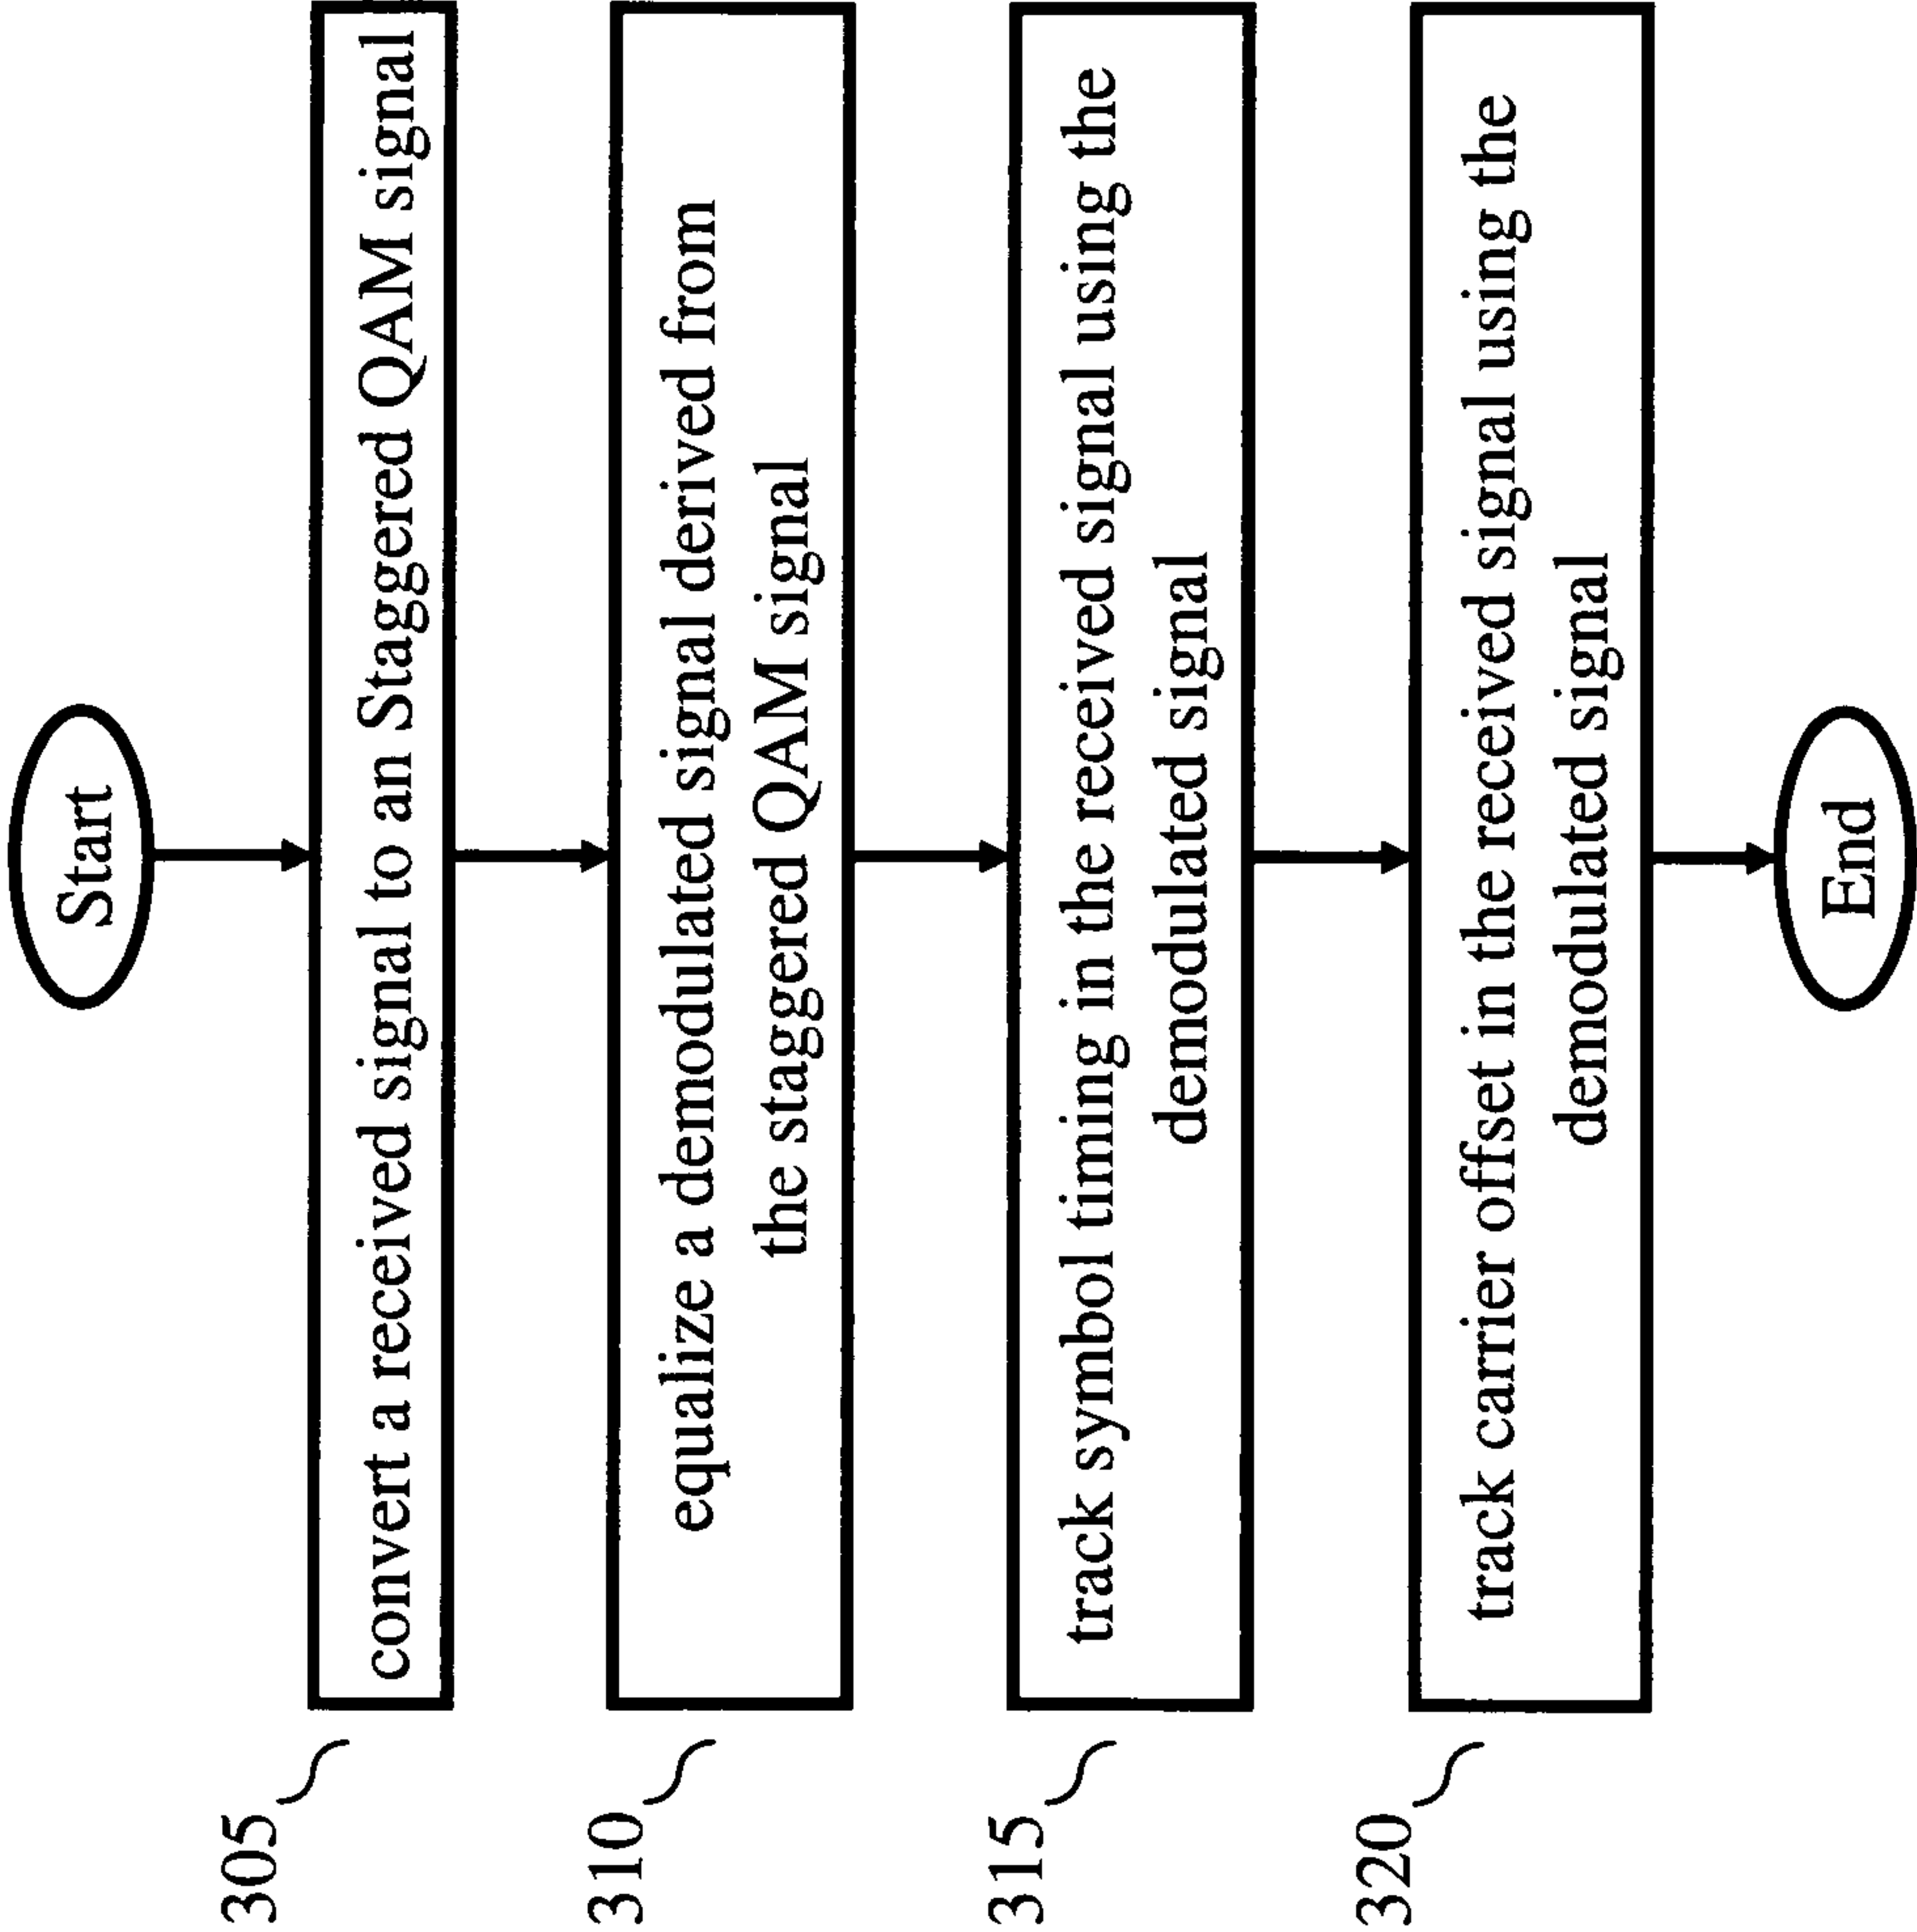 Start
305
convert a received signal to an Staggered QAM signal
310
equalize a demodulated signal derived from
the staggered QAM signal
315
track symbol timing in the received signal using the
demodulated signal
320
track carrier offset in the received signal using the
demodulated signal
End